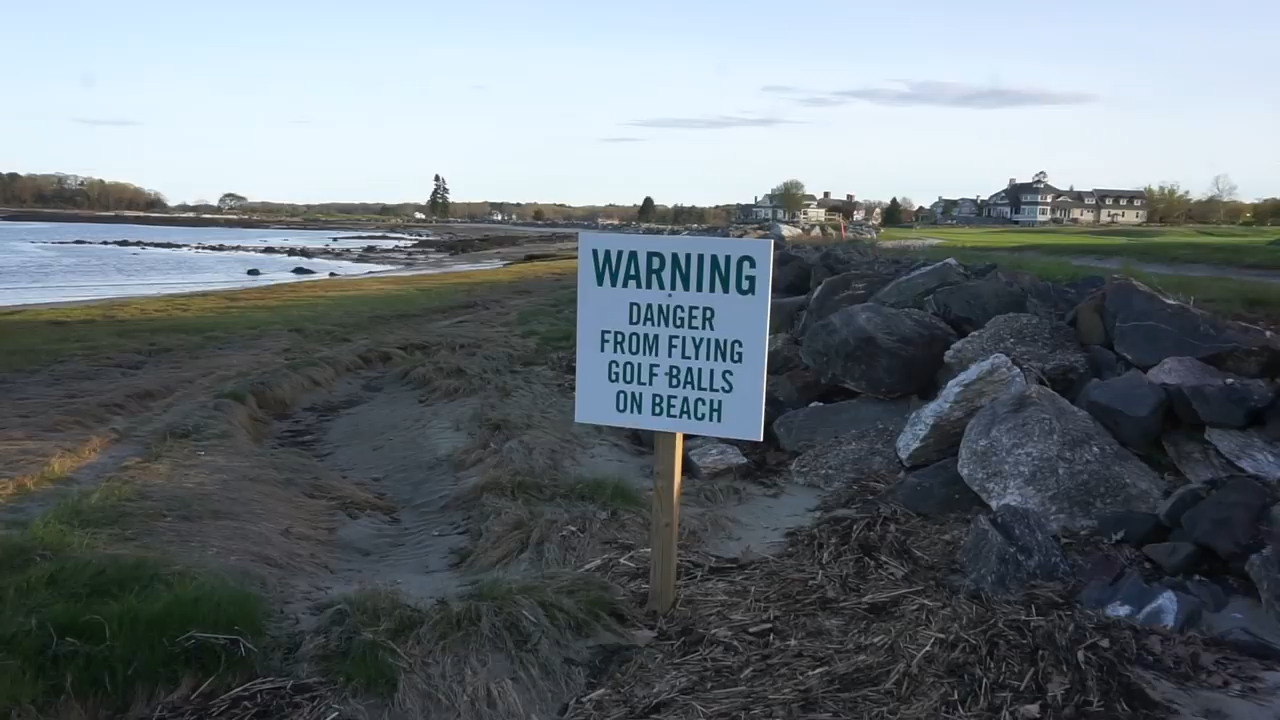 WARNING
DANGER
FROM FLYING
GOLF BALLS
ON BEACH